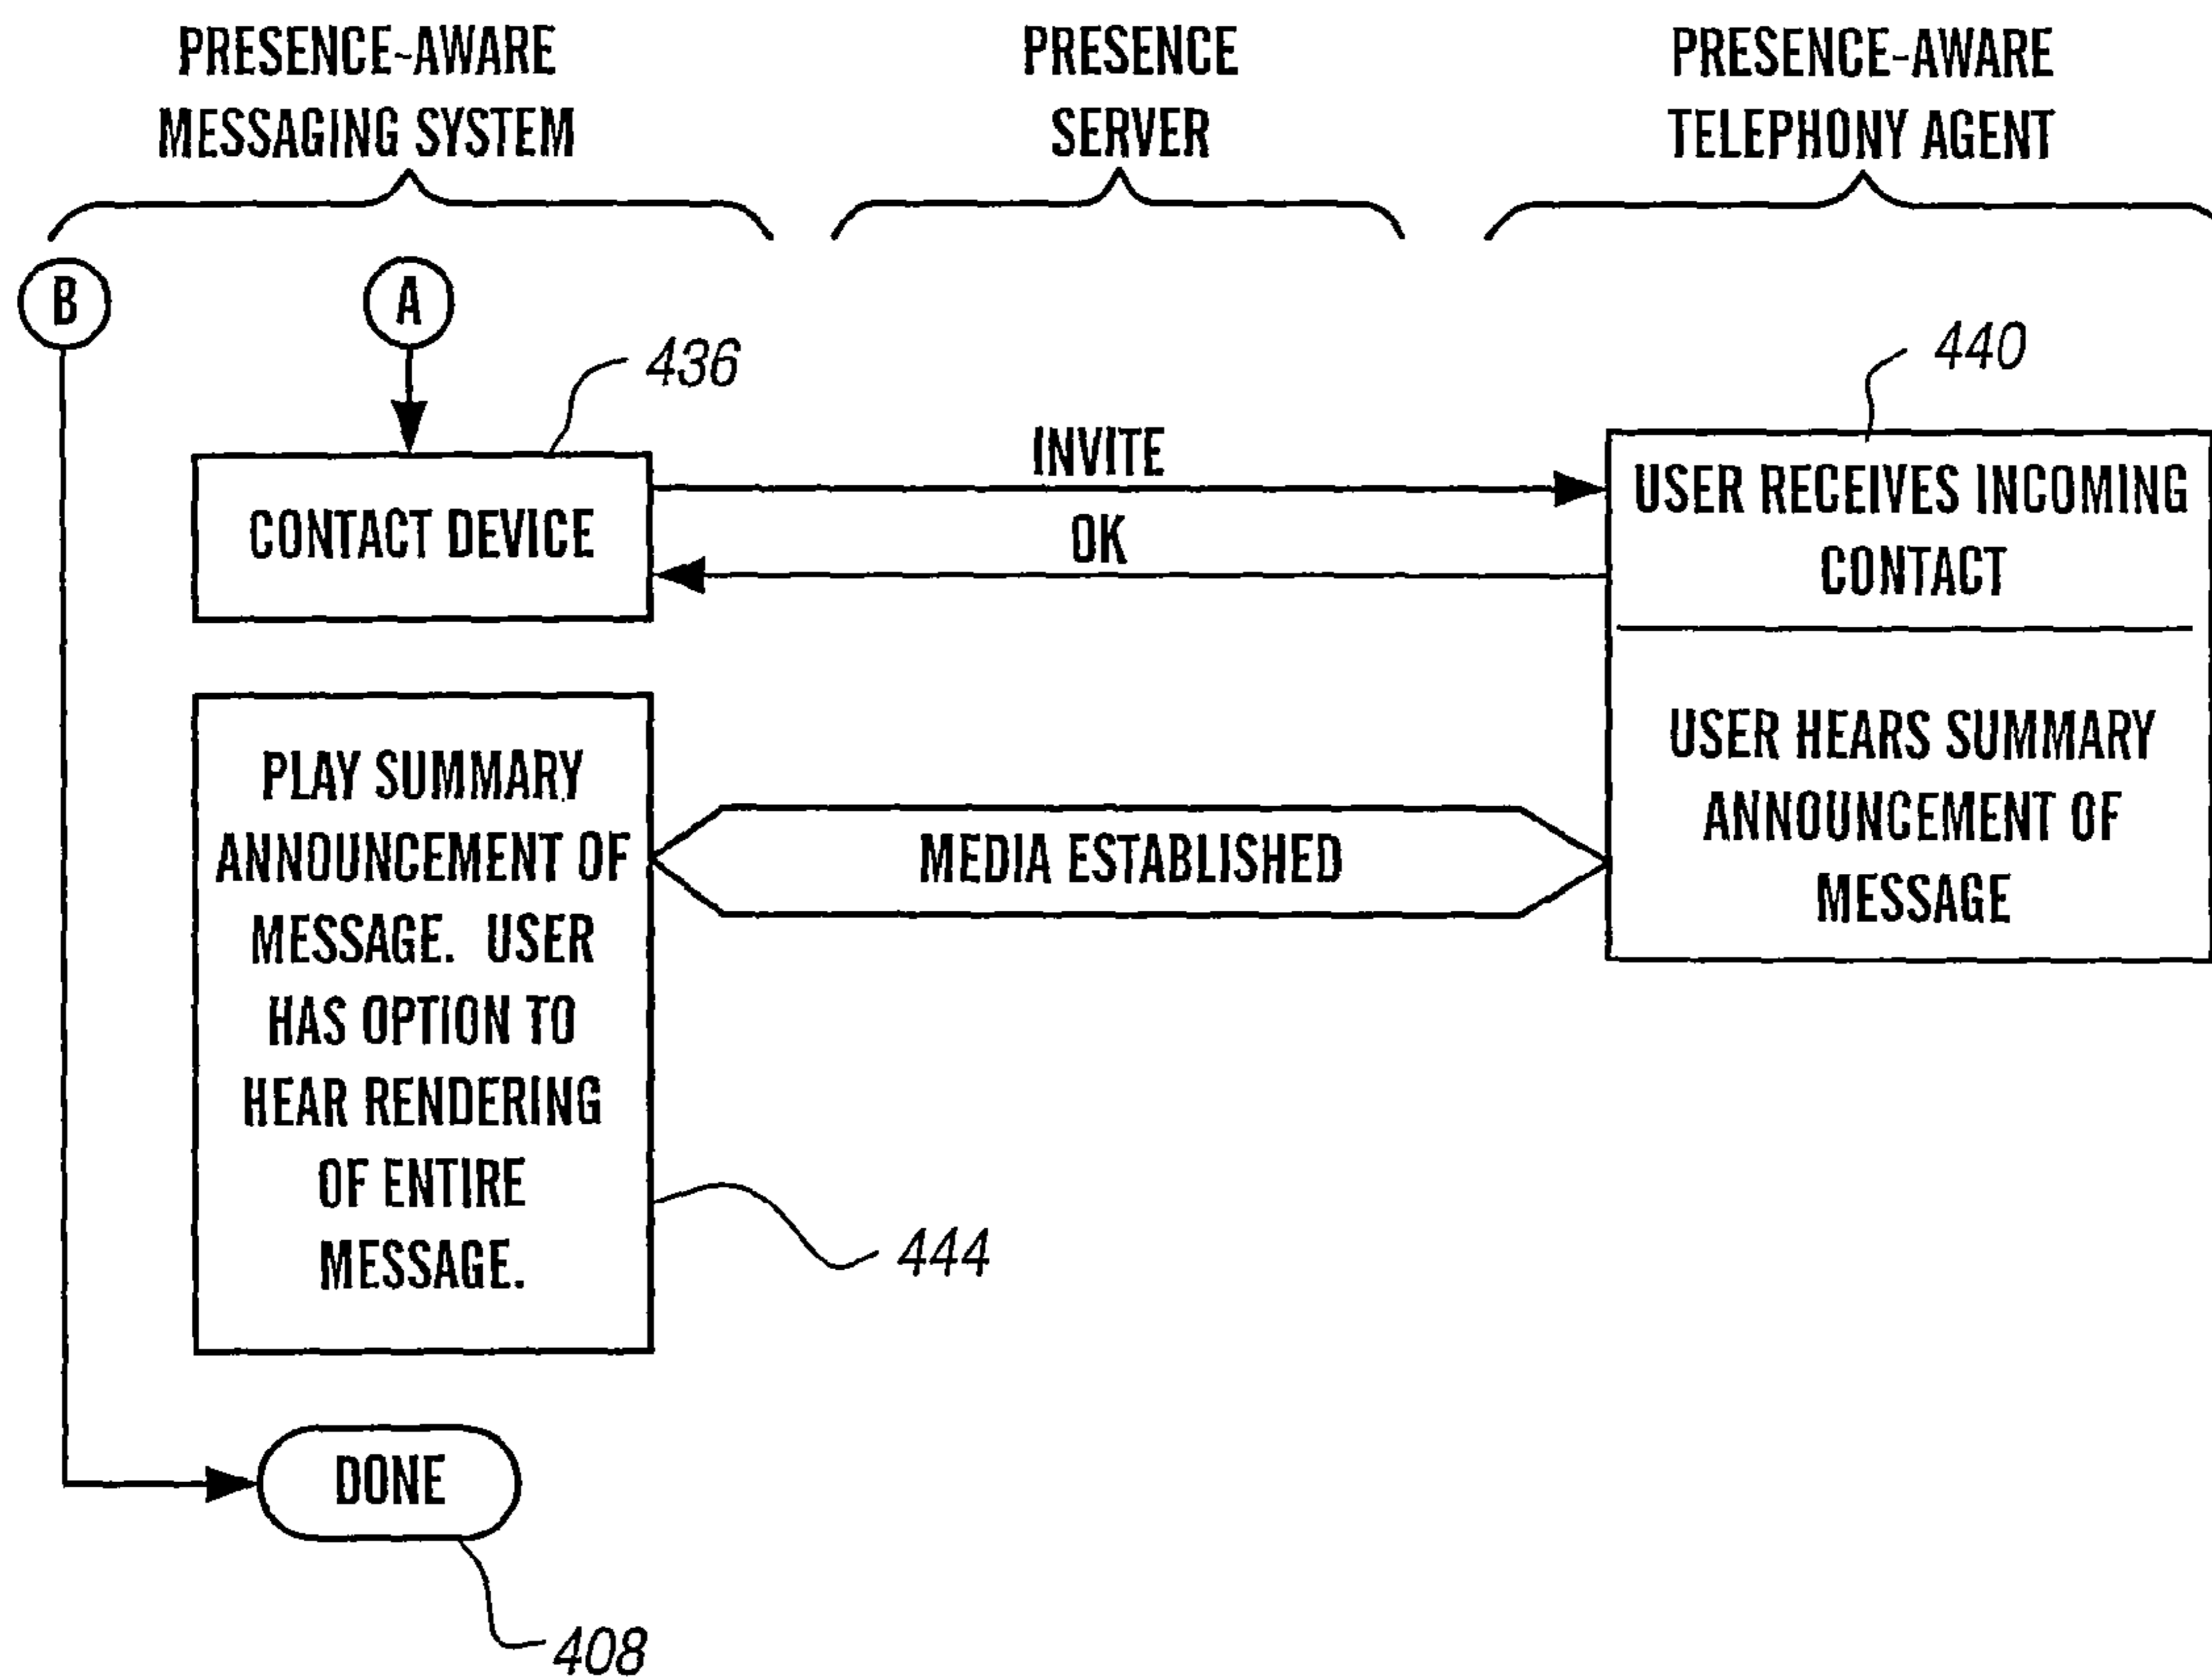 PRESENCE-AWARE
MESSAGING SYSTEM
PRESENCE
SERVER
PRESENCE-AWARE
TELEPHONY AGENT
B
A
436
440
CONTACT DEVICE
INVITE
OK
USER RECEIVES INCOMING
CONTACT
PLAY SUMMARY
ANNOUNCEMENT OF
MESSAGE. USER
HAS OPTION TO
HEAR RENDERING
OF ENTIRE
MESSAGE.
MEDIA ESTABLISHED
USER HEARS SUMMARY
ANNOUNCEMENT OF
MESSAGE
444
DONE
408